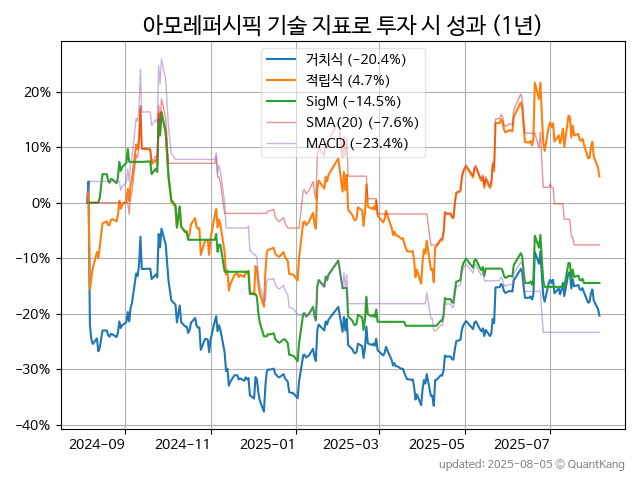 아모레퍼시픽 기술 지표로 투자 시 성과 (1년)
거치식 (−20.4%)
적립식 (4.7%)
SigM (−14.5%)
SMA(20) (−7.6%)
MACD (−23.4%)
20%
10%
0%
−10%
−20%
−30%
−40%
2024-09 2024-11 2025-01 2025-03 2025-05 2025-07
updated: 2025-08-05 ⓒ QuantKang